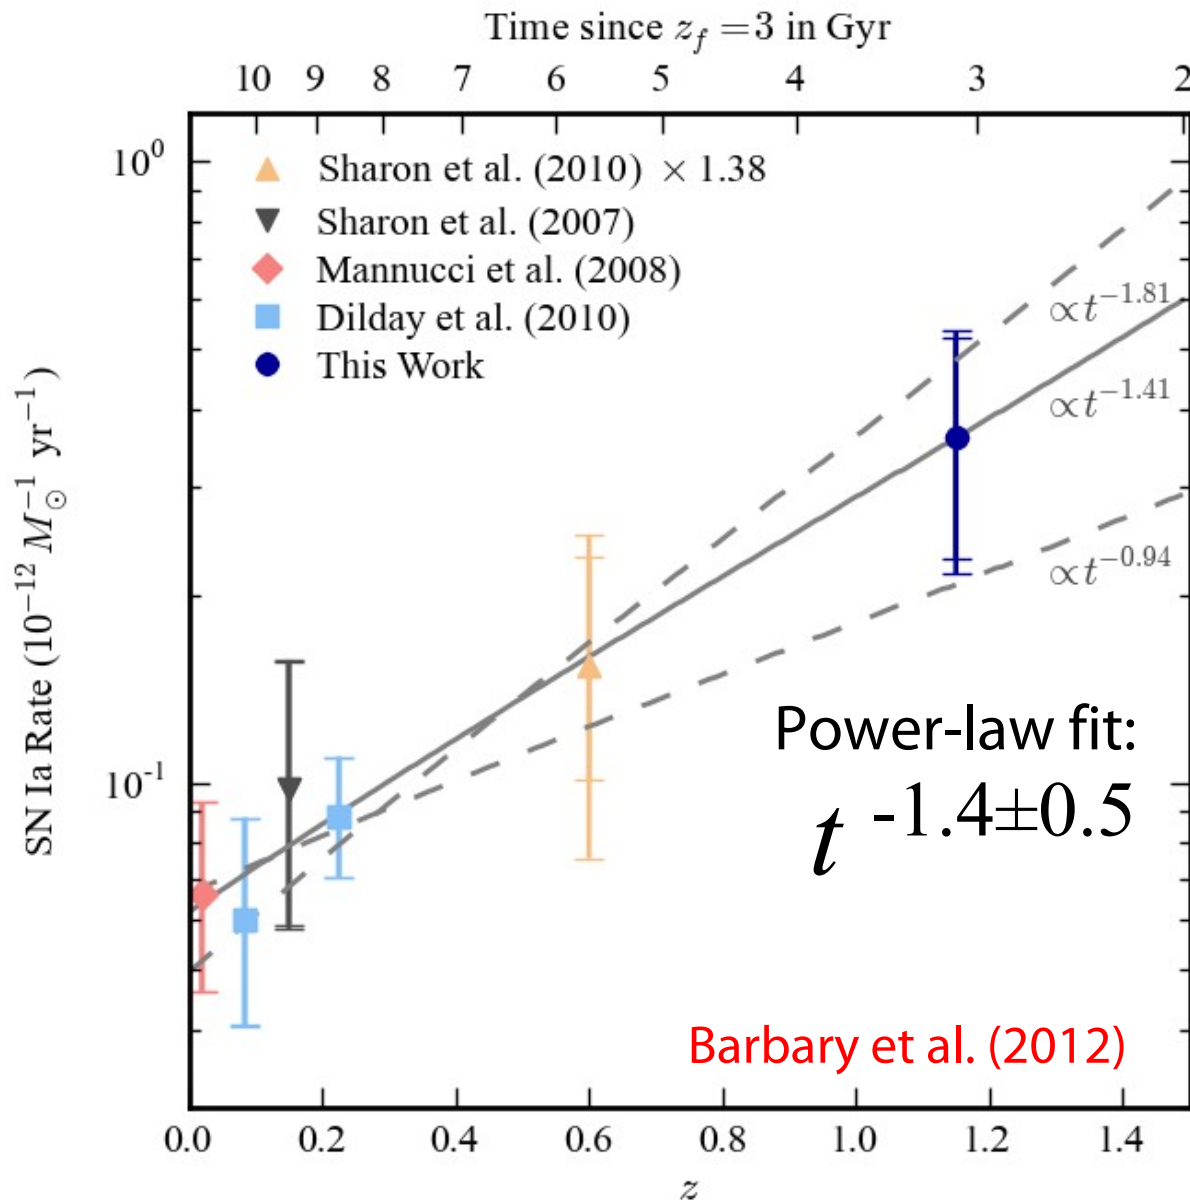 Time since z_f = 3 in Gyr
10 9 8 7 6 5 4 3 2
10^0
Sharon et al. (2010) × 1.38
Sharon et al. (2007)
Mannucci et al. (2008)
Dilday et al. (2010)
This Work
∝t^{-1.81}
∝t^{-1.41}
∝t^{-0.94}
SN Ia Rate (10^{-12} M_⊙^{-1} yr^{-1})
10^{-1}
Power-law fit:
t^{-1.4±0.5}
Barbary et al. (2012)
0.0 0.2 0.4 0.6 0.8 1.0 1.2 1.4
z